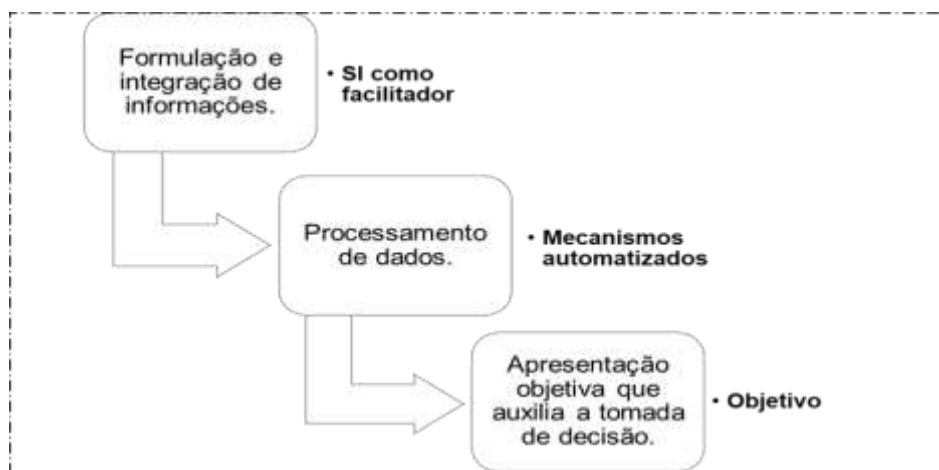 Formulação e
integração de
informações.
• SI como
facilitador
Processamento
de dados.
• Mecanismos
automatizados
Apresentação
objetiva que
auxilia a tomada
de decisão.
• Objetivo